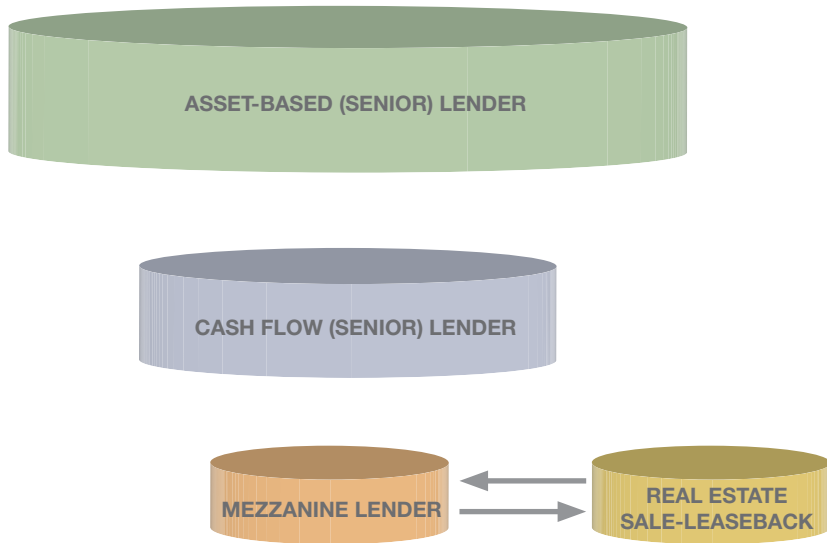 ASSET-BASED (SENIOR) LENDER
CASH FLOW (SENIOR) LENDER
MEZZANINE LENDER
REAL ESTATE
SALE-LEASEBACK